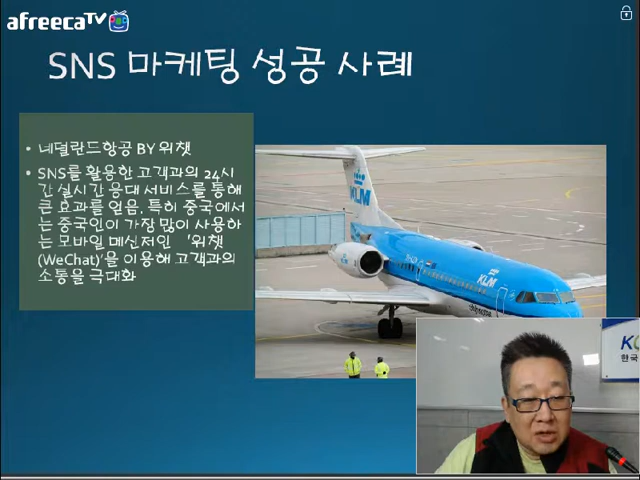 afreecaTV
SNS 마케팅 성공 사례
• 네덜란드항공 BY 위챗
• SNS를 활용한 고객과의 24시
간 실시간 응대 서비스를 통해
큰 효과를 얻음. 특히 중국에서
는 중국인이 가장 많이 사용하
는 모바일 메신저인 '위챗
(WeChat)'을 이용해 고객과의
소통을 극대화
KLM
KLM
한국